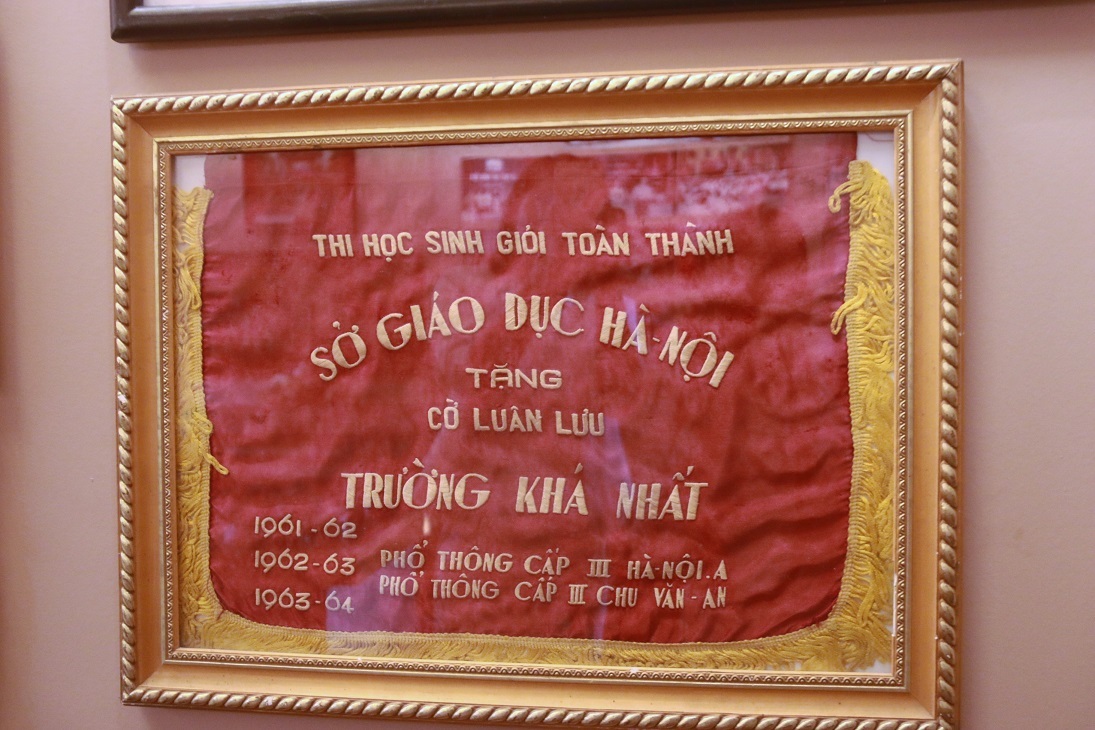 THI HỌC SINH GIỎI TOÀN THÀNH
SỞ GIÁO DỤC HÀ-NỘI
TẶNG
CỜ LUÂN LƯU
TRƯỜNG KHÁ NHẤT
1961-62
1962-63 PHỔ THÔNG CẤP III HÀ-NỘI.A
1963-64 PHỔ THÔNG CẤP III CHU VĂN-AN